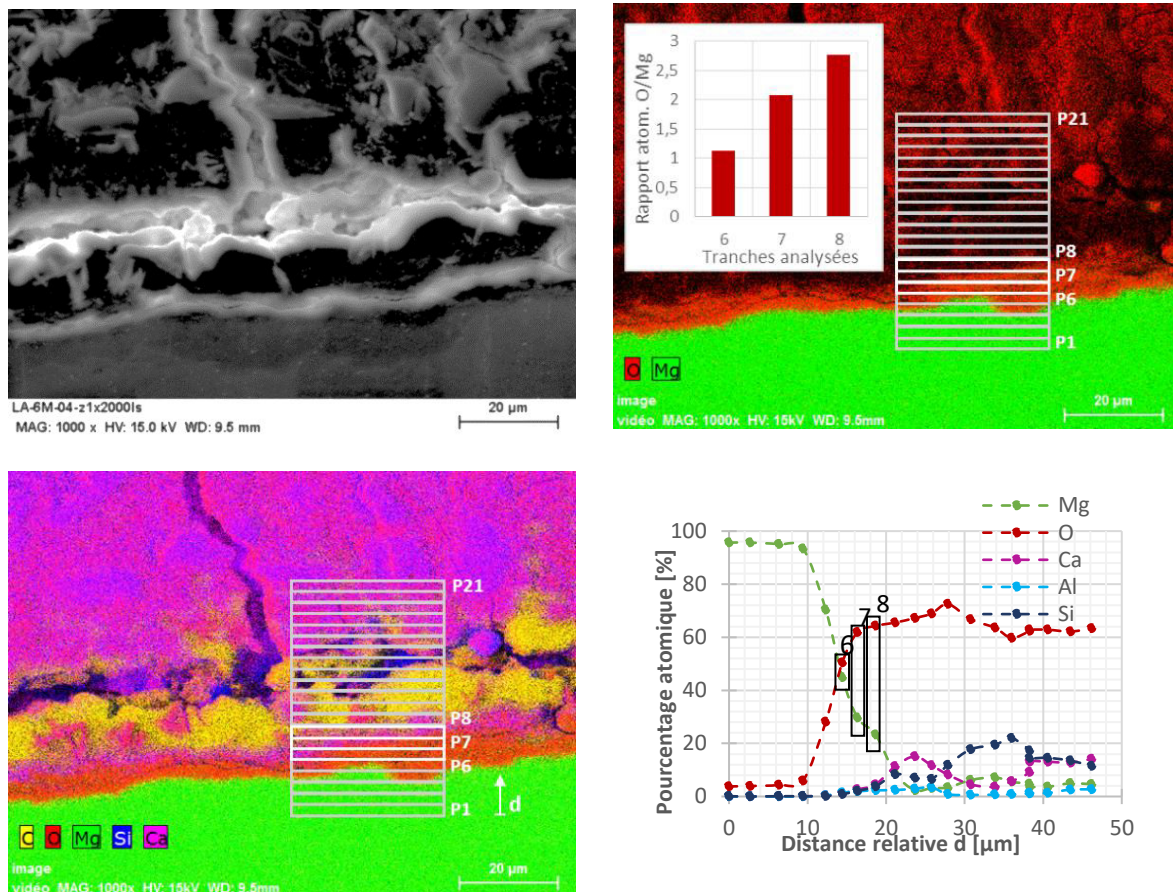 LA-6M-04-z1x2000ls
MAG: 1000 x HV: 15.0 kV WD: 9.5 mm
20 µm
Rapport atom. O/Mg
3
2,5
2
1,5
1
0,5
0
6 7 8
Tranches analysées
P21
P8
P7
P6
P1
O Mg
image
vidéo MAG: 1000x HV: 15kV WD: 9.5mm
20 µm
P21
P8
P7
P6
P1
d
C O Mg Si Ca
image
vidéo MAG: 1000x HV: 15kV WD: 9.5mm
20 µm
Mg
O
Ca
Al
Si
Pourcentage atomique [%]
100
80
60
40
20
0
6
7
8
0 10 20 30 40 50
Distance relative d [µm]